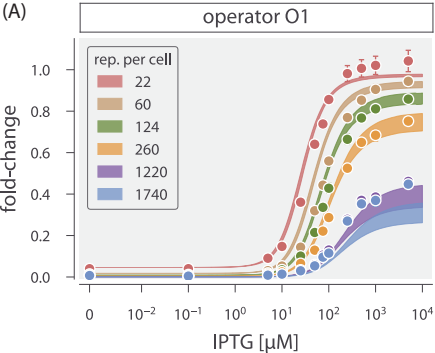 (A)
operator O1
rep. per cell
22
60
124
260
1220
1740
fold-change
1.0
0.8
0.6
0.4
0.2
0.0
0 10⁻² 10⁻¹ 10⁰ 10¹ 10² 10³ 10⁴
IPTG [μM]